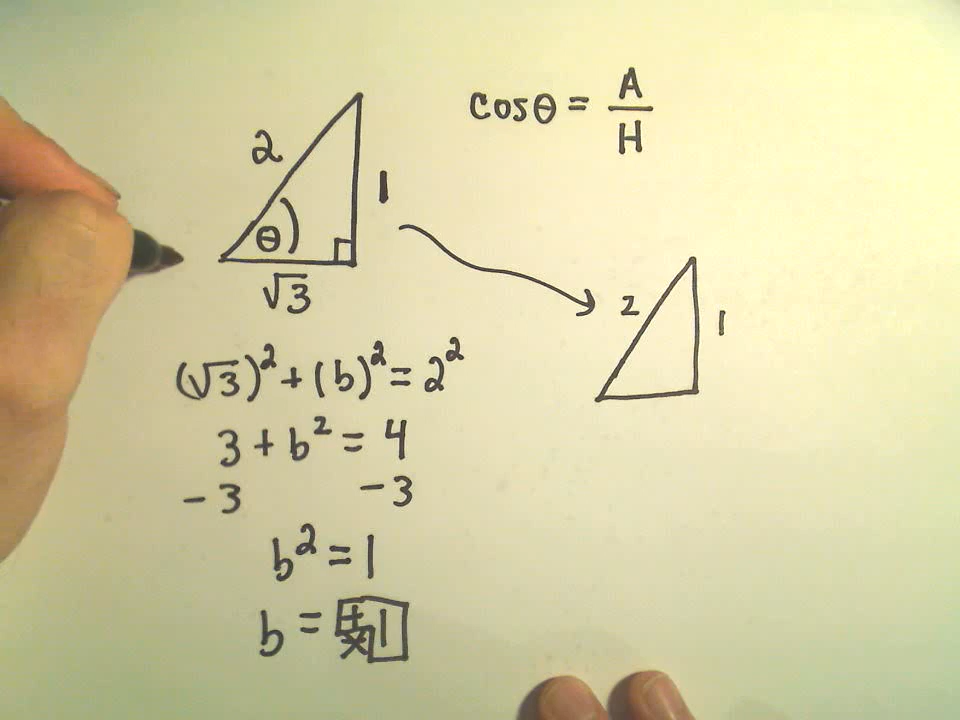 cosθ = A/H
2
1
θ
√3
2
1
(√3)² + (b)² = 2²
3 + b² = 4
-3 -3
b² = 1
b = ± 1